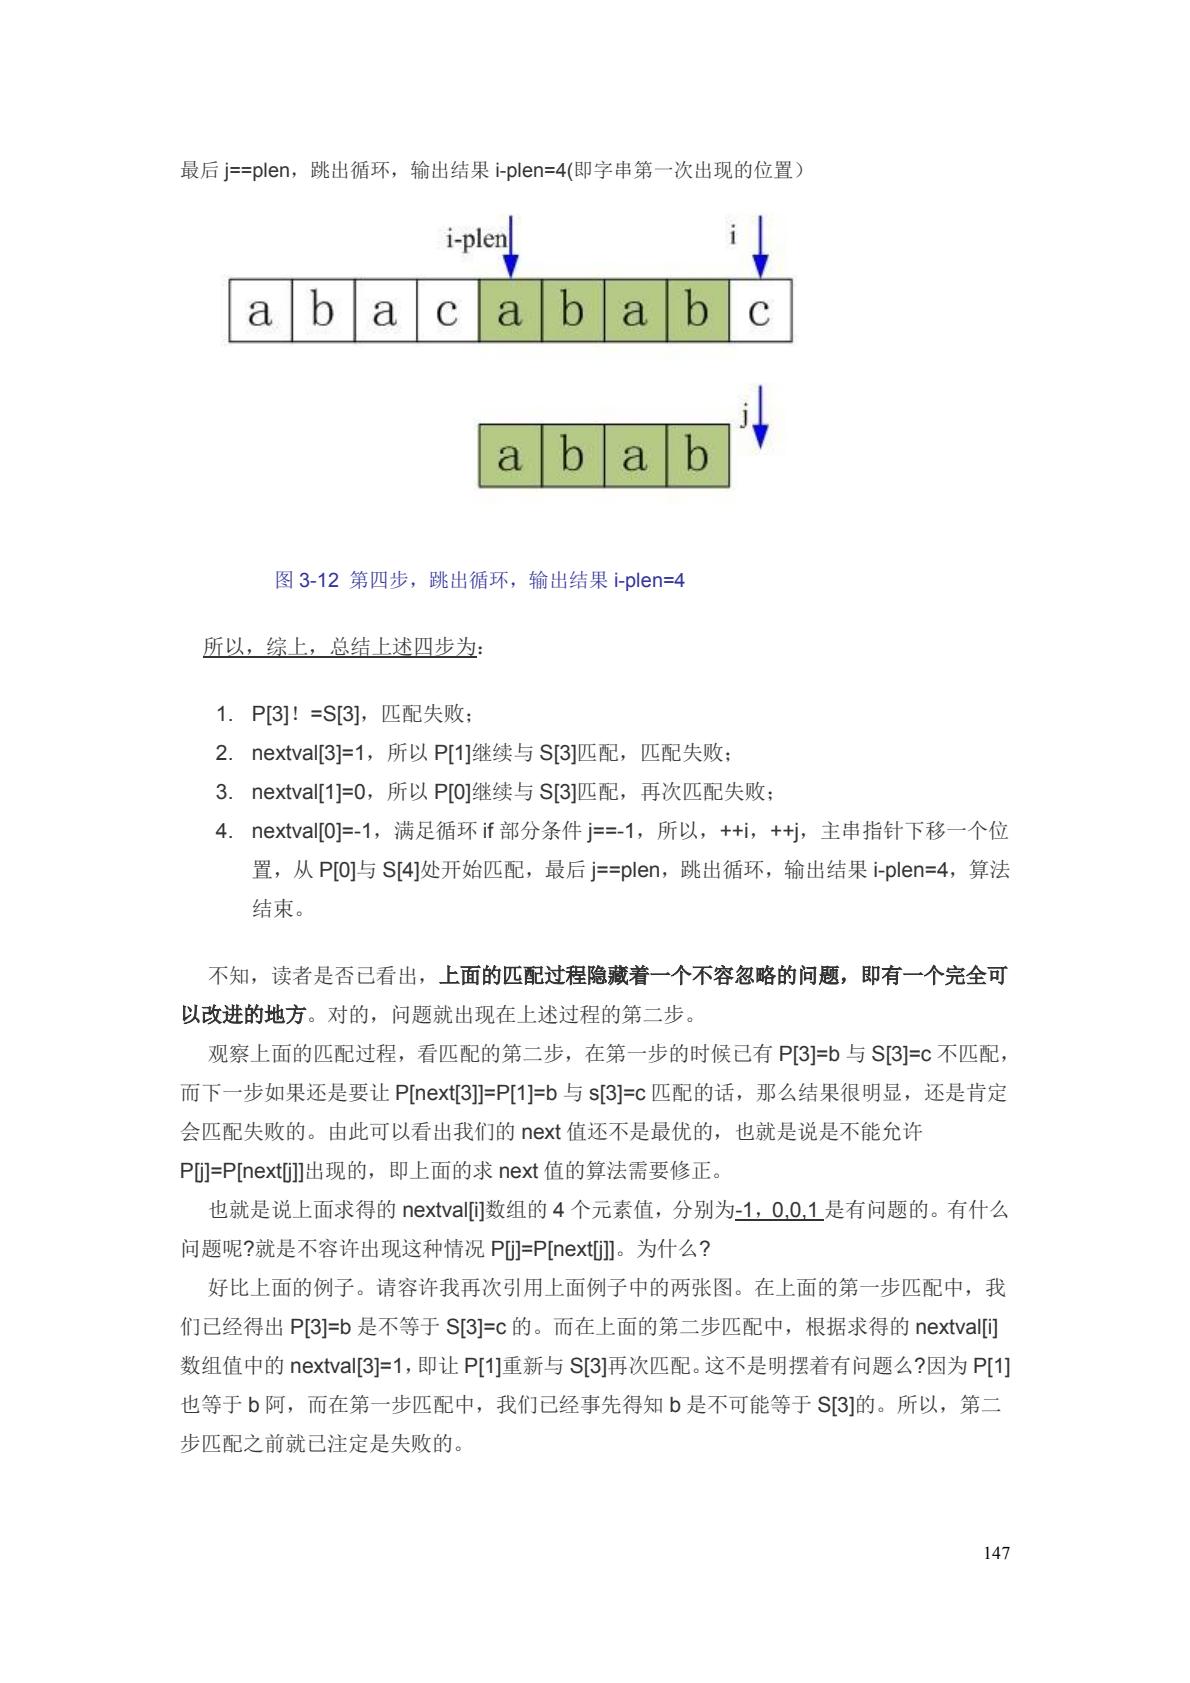 最后 j==plen，跳出循环，输出结果 i-plen=4(即字串第一次出现的位置）
i-plen
i
a b a c a b a b c
j
a b a b
图 3-12 第四步，跳出循环，输出结果 i-plen=4
所以，综上，总结上述四步为:
1. P[3]！=S[3]，匹配失败；
2. nextval[3]=1，所以 P[1]继续与 S[3]匹配，匹配失败；
3. nextval[1]=0，所以 P[0]继续与 S[3]匹配，再次匹配失败；
4. nextval[0]=-1，满足循环 if 部分条件 j==-1，所以，++i，++j，主串指针下移一个位
置，从 P[0]与 S[4]处开始匹配，最后 j==plen，跳出循环，输出结果 i-plen=4，算法
结束。
不知，读者是否已看出，上面的匹配过程隐藏着一个不容忽略的问题，即有一个完全可
以改进的地方。对的，问题就出现在上述过程的第二步。
观察上面的匹配过程，看匹配的第二步，在第一步的时候已有 P[3]=b 与 S[3]=c 不匹配，
而下一步如果还是要让 P[next[3]]=P[1]=b 与 s[3]=c 匹配的话，那么结果很明显，还是肯定
会匹配失败的。由此可以看出我们的 next 值还不是最优的，也就是说是不能允许
P[j]=P[next[j]]出现的，即上面的求 next 值的算法需要修正。
也就是说上面求得的 nextval[i]数组的 4 个元素值，分别为-1，0,0,1 是有问题的。有什么
问题呢?就是不容许出现这种情况 P[j]=P[next[j]]。为什么?
好比上面的例子。请容许我再次引用上面例子中的两张图。在上面的第一步匹配中，我
们已经得出 P[3]=b 是不等于 S[3]=c 的。而在上面的第二步匹配中，根据求得的 nextval[i]
数组值中的 nextval[3]=1，即让 P[1]重新与 S[3]再次匹配。这不是明摆着有问题么?因为 P[1]
也等于 b 阿，而在第一步匹配中，我们已经事先得知 b 是不可能等于 S[3]的。所以，第二
步匹配之前就已注定是失败的。
147